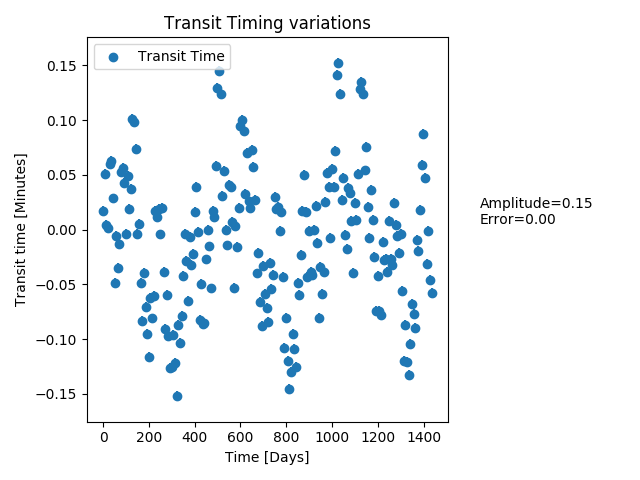 Transit Timing variations
Transit Time
0.15
0.10
0.05
0.00
−0.05
−0.10
−0.15
Transit time [Minutes]
0 200 400 600 800 1000 1200 1400
Time [Days]
Amplitude=0.15
Error=0.00